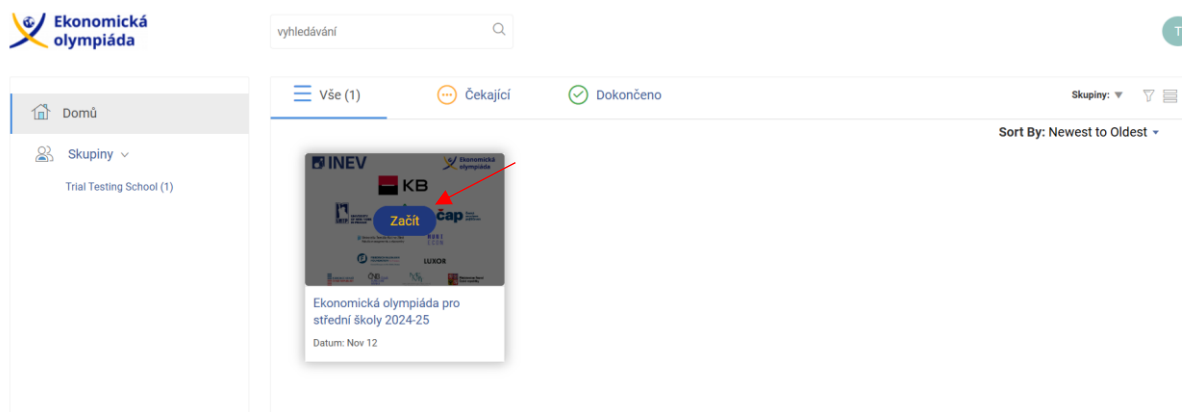 Ekonomická
olympiáda
vyhledávání
T
Domů
Skupiny
Trial Testing School (1)
Vše (1)
Čekající
Dokončeno
Skupiny:
Sort By: Newest to Oldest
INEV
Ekonomická
olympiáda
KB
Začít
čap
LUXOR
Ekonomická olympiáda pro
střední školy 2024-25
Datum: Nov 12